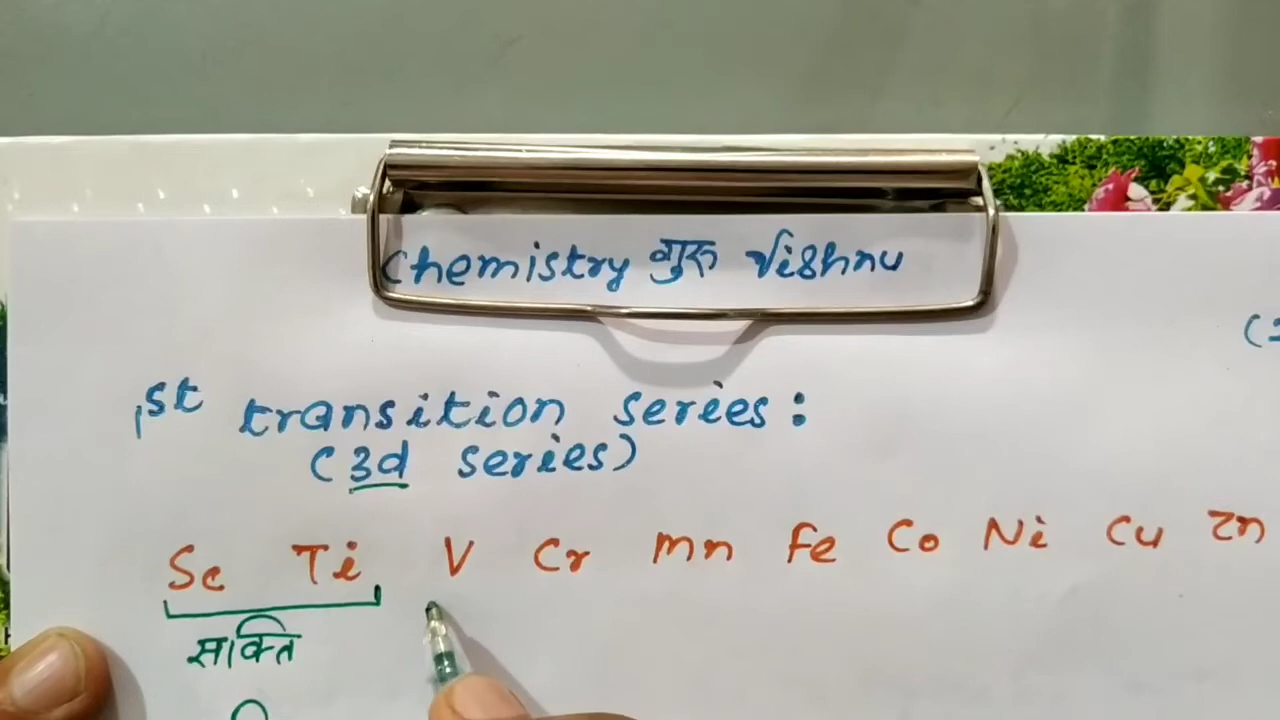 Chemistry गुरु Vishnu
1st transition series:
(3d series)
Sc Ti V Cr Mn Fe Co Ni Cu Zn
साक्ति